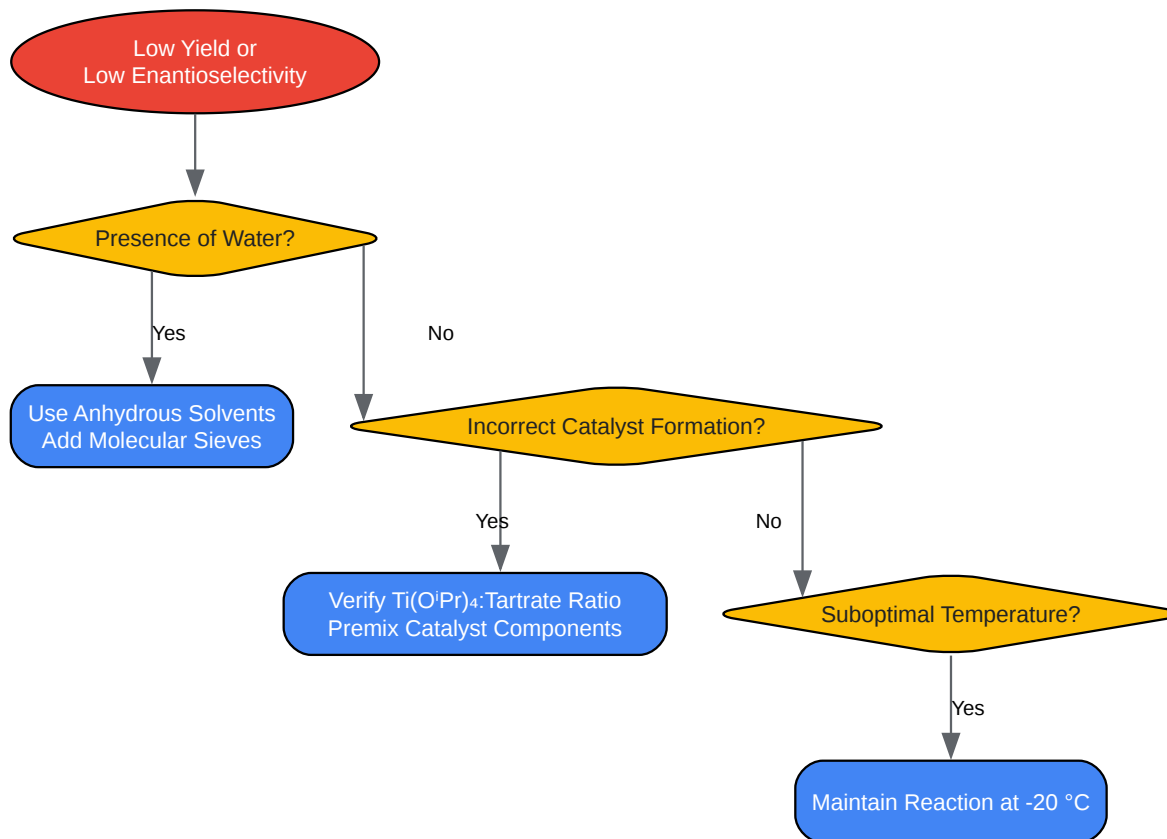 Low Yield or
Low Enantioselectivity
Presence of Water?
Yes
No
Use Anhydrous Solvents
Add Molecular Sieves
Incorrect Catalyst Formation?
Yes
No
Verify Ti(OⁱPr)₄:Tartrate Ratio
Premix Catalyst Components
Suboptimal Temperature?
Yes
Maintain Reaction at -20 °C